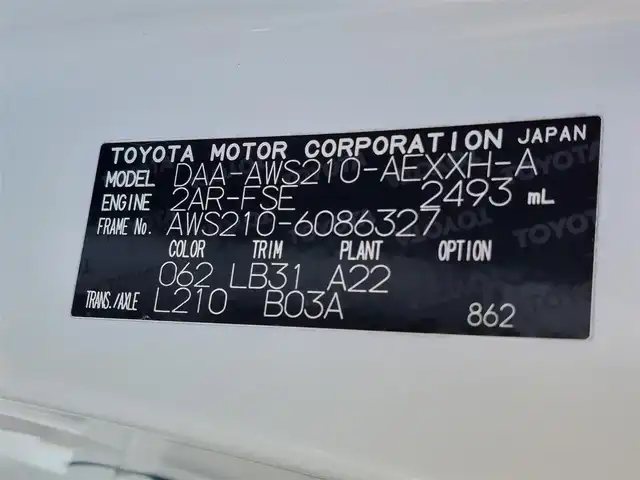 TOYOTA MOTOR CORPORATION JAPAN
MODEL DAA-AWS210-AEXXH-A
ENGINE 2AR-FSE 2493 mL
FRAME No. AWS210-6086327
COLOR TRIM PLANT OPTION
062 LB31 A22
TRANS./AXLE L210 B03A 862